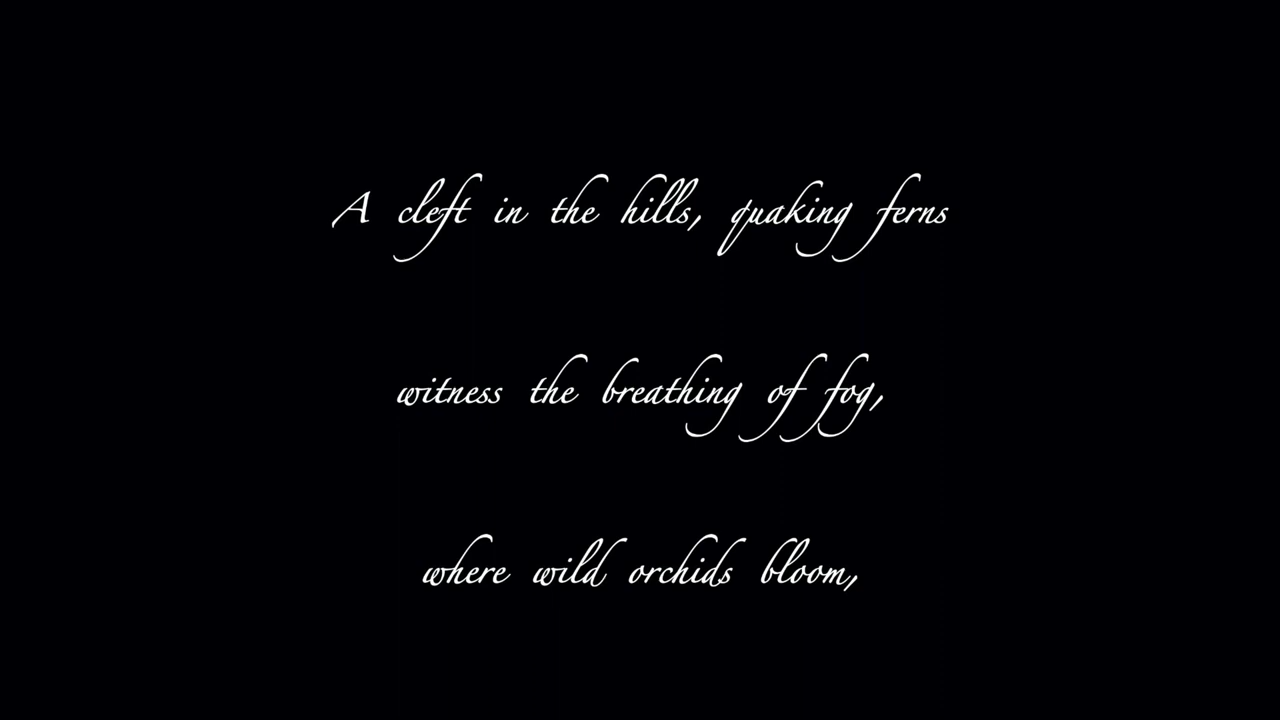 A cleft in the hills, quaking ferns
witness the breathing of fog,
where wild orchids bloom,